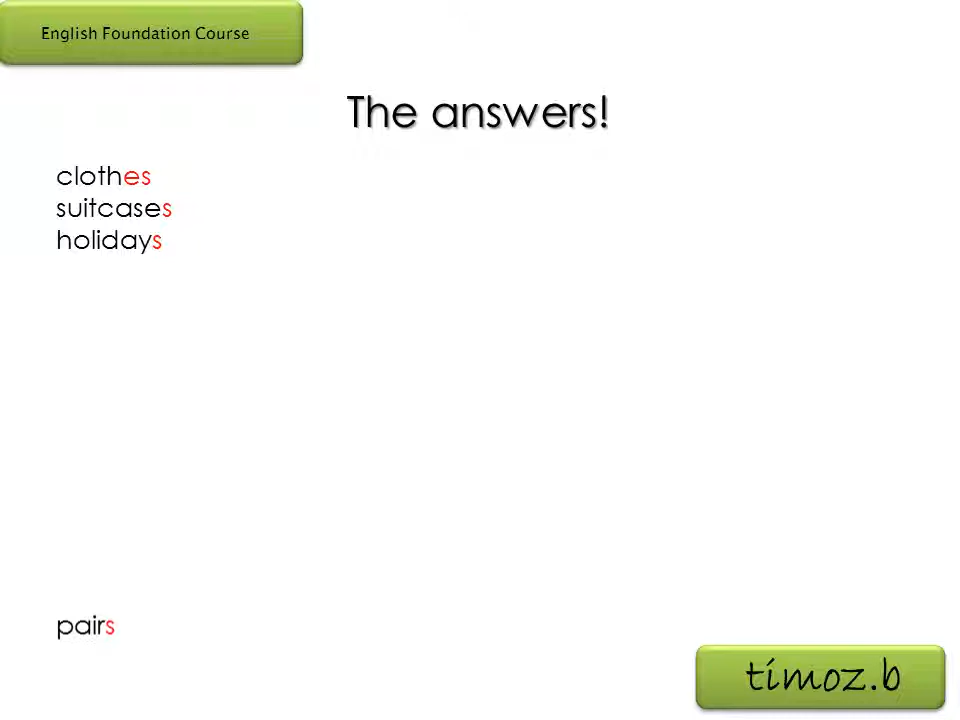 English Foundation Course
The answers!
clothes
suitcases
holidays
pairs
timoz.b